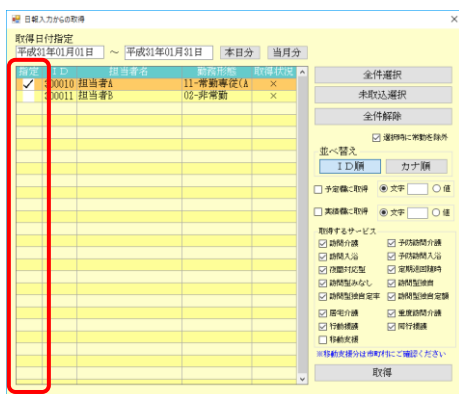 日報入力からの取得
取得日付指定
平成31年01月01日 ～ 平成31年01月31日 本日分 当月分
指定 ID 担当者名 勤務形態 取得状況
200010 担当者A 11-常勤専従(A ×
200011 担当者B 02-非常勤 ×
全件選択
未取込選択
全件解除
選択時に常勤を除外
並べ替え
ID順 カナ順
予定欄に取得 文字 値
実績欄に取得 文字 値
取得するサービス
訪問介護 予防訪問介護
訪問入浴 予防訪問入浴
夜間対応型 定期巡回随時
訪問型みなし 訪問型独自
訪問型独自定率 訪問型独自定額
居宅介護 重度訪問介護
行動援護 同行援護
移動支援
※移動支援分は市町村にご確認ください
取得